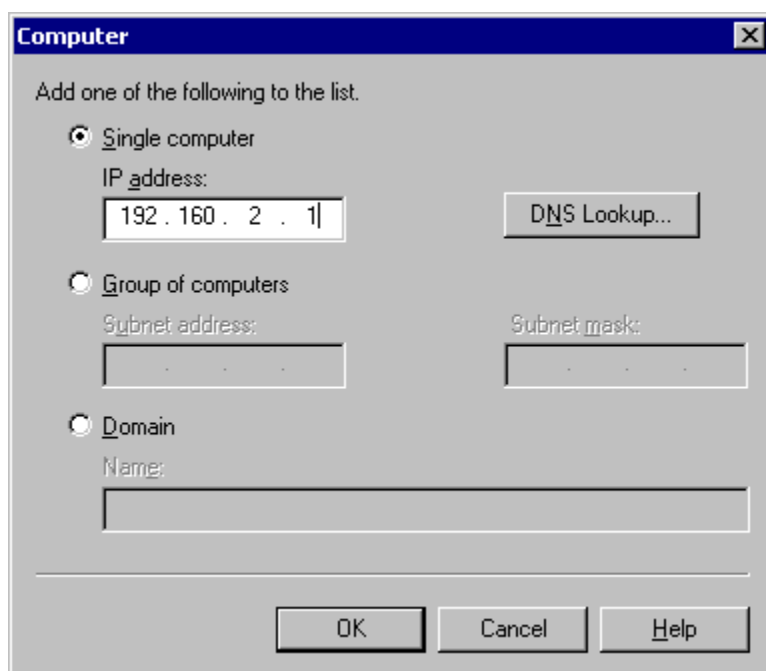 Computer
Add one of the following to the list.
Single computer
IP address:
192 . 160 . 2 . 1
DNS Lookup...
Group of computers
Subnet address: Subnet mask:
. . . . . .
Domain
Name:
OK Cancel Help